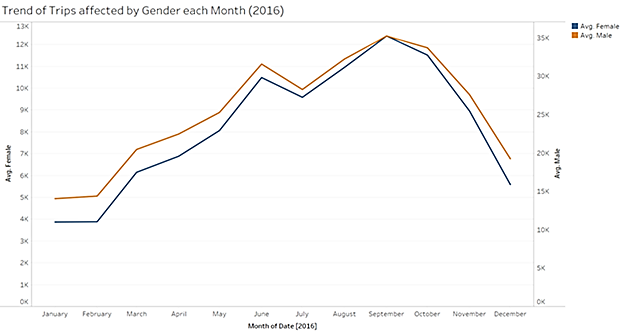 Trend of Trips affected by Gender each Month (2016)
Avg. Female
Avg. Male
13K
12K
11K
10K
9K
8K
7K
6K
5K
4K
3K
2K
1K
0K
Avg. Female
35K
30K
25K
20K
15K
10K
5K
0K
Avg. Male
January February March April May June July August September October November December
Month of Date [2016]